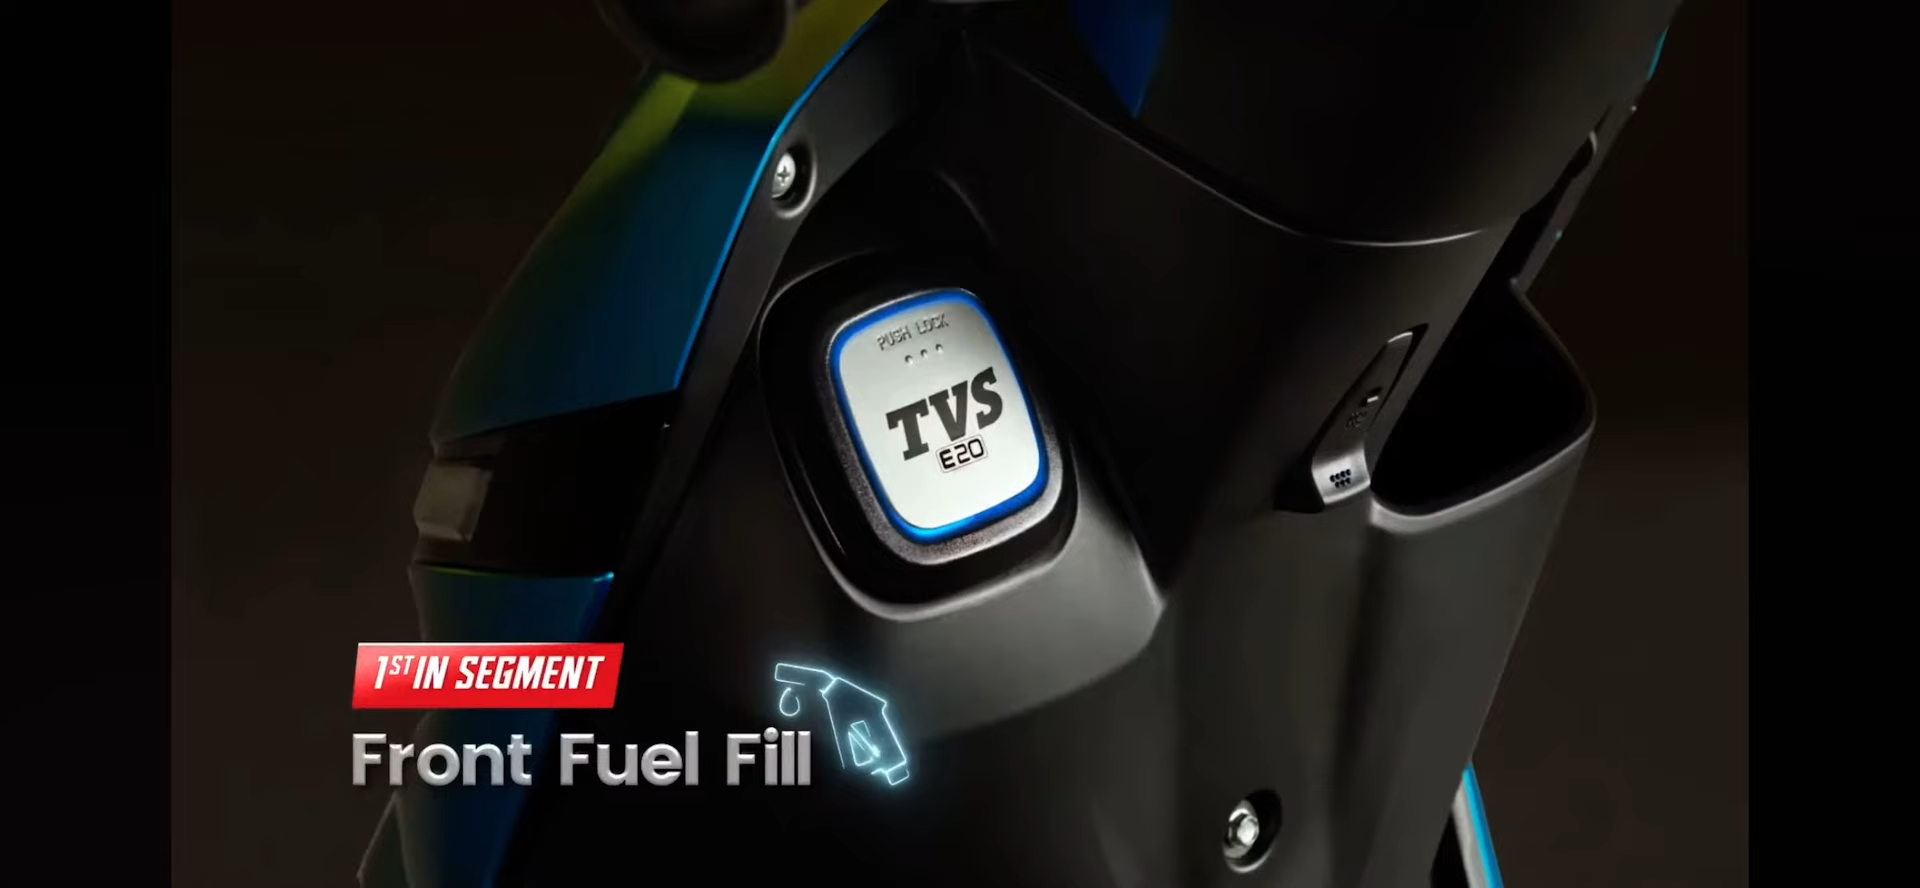 PUSH LOCK
TVS
E20
1ST IN SEGMENT
Front Fuel Fill